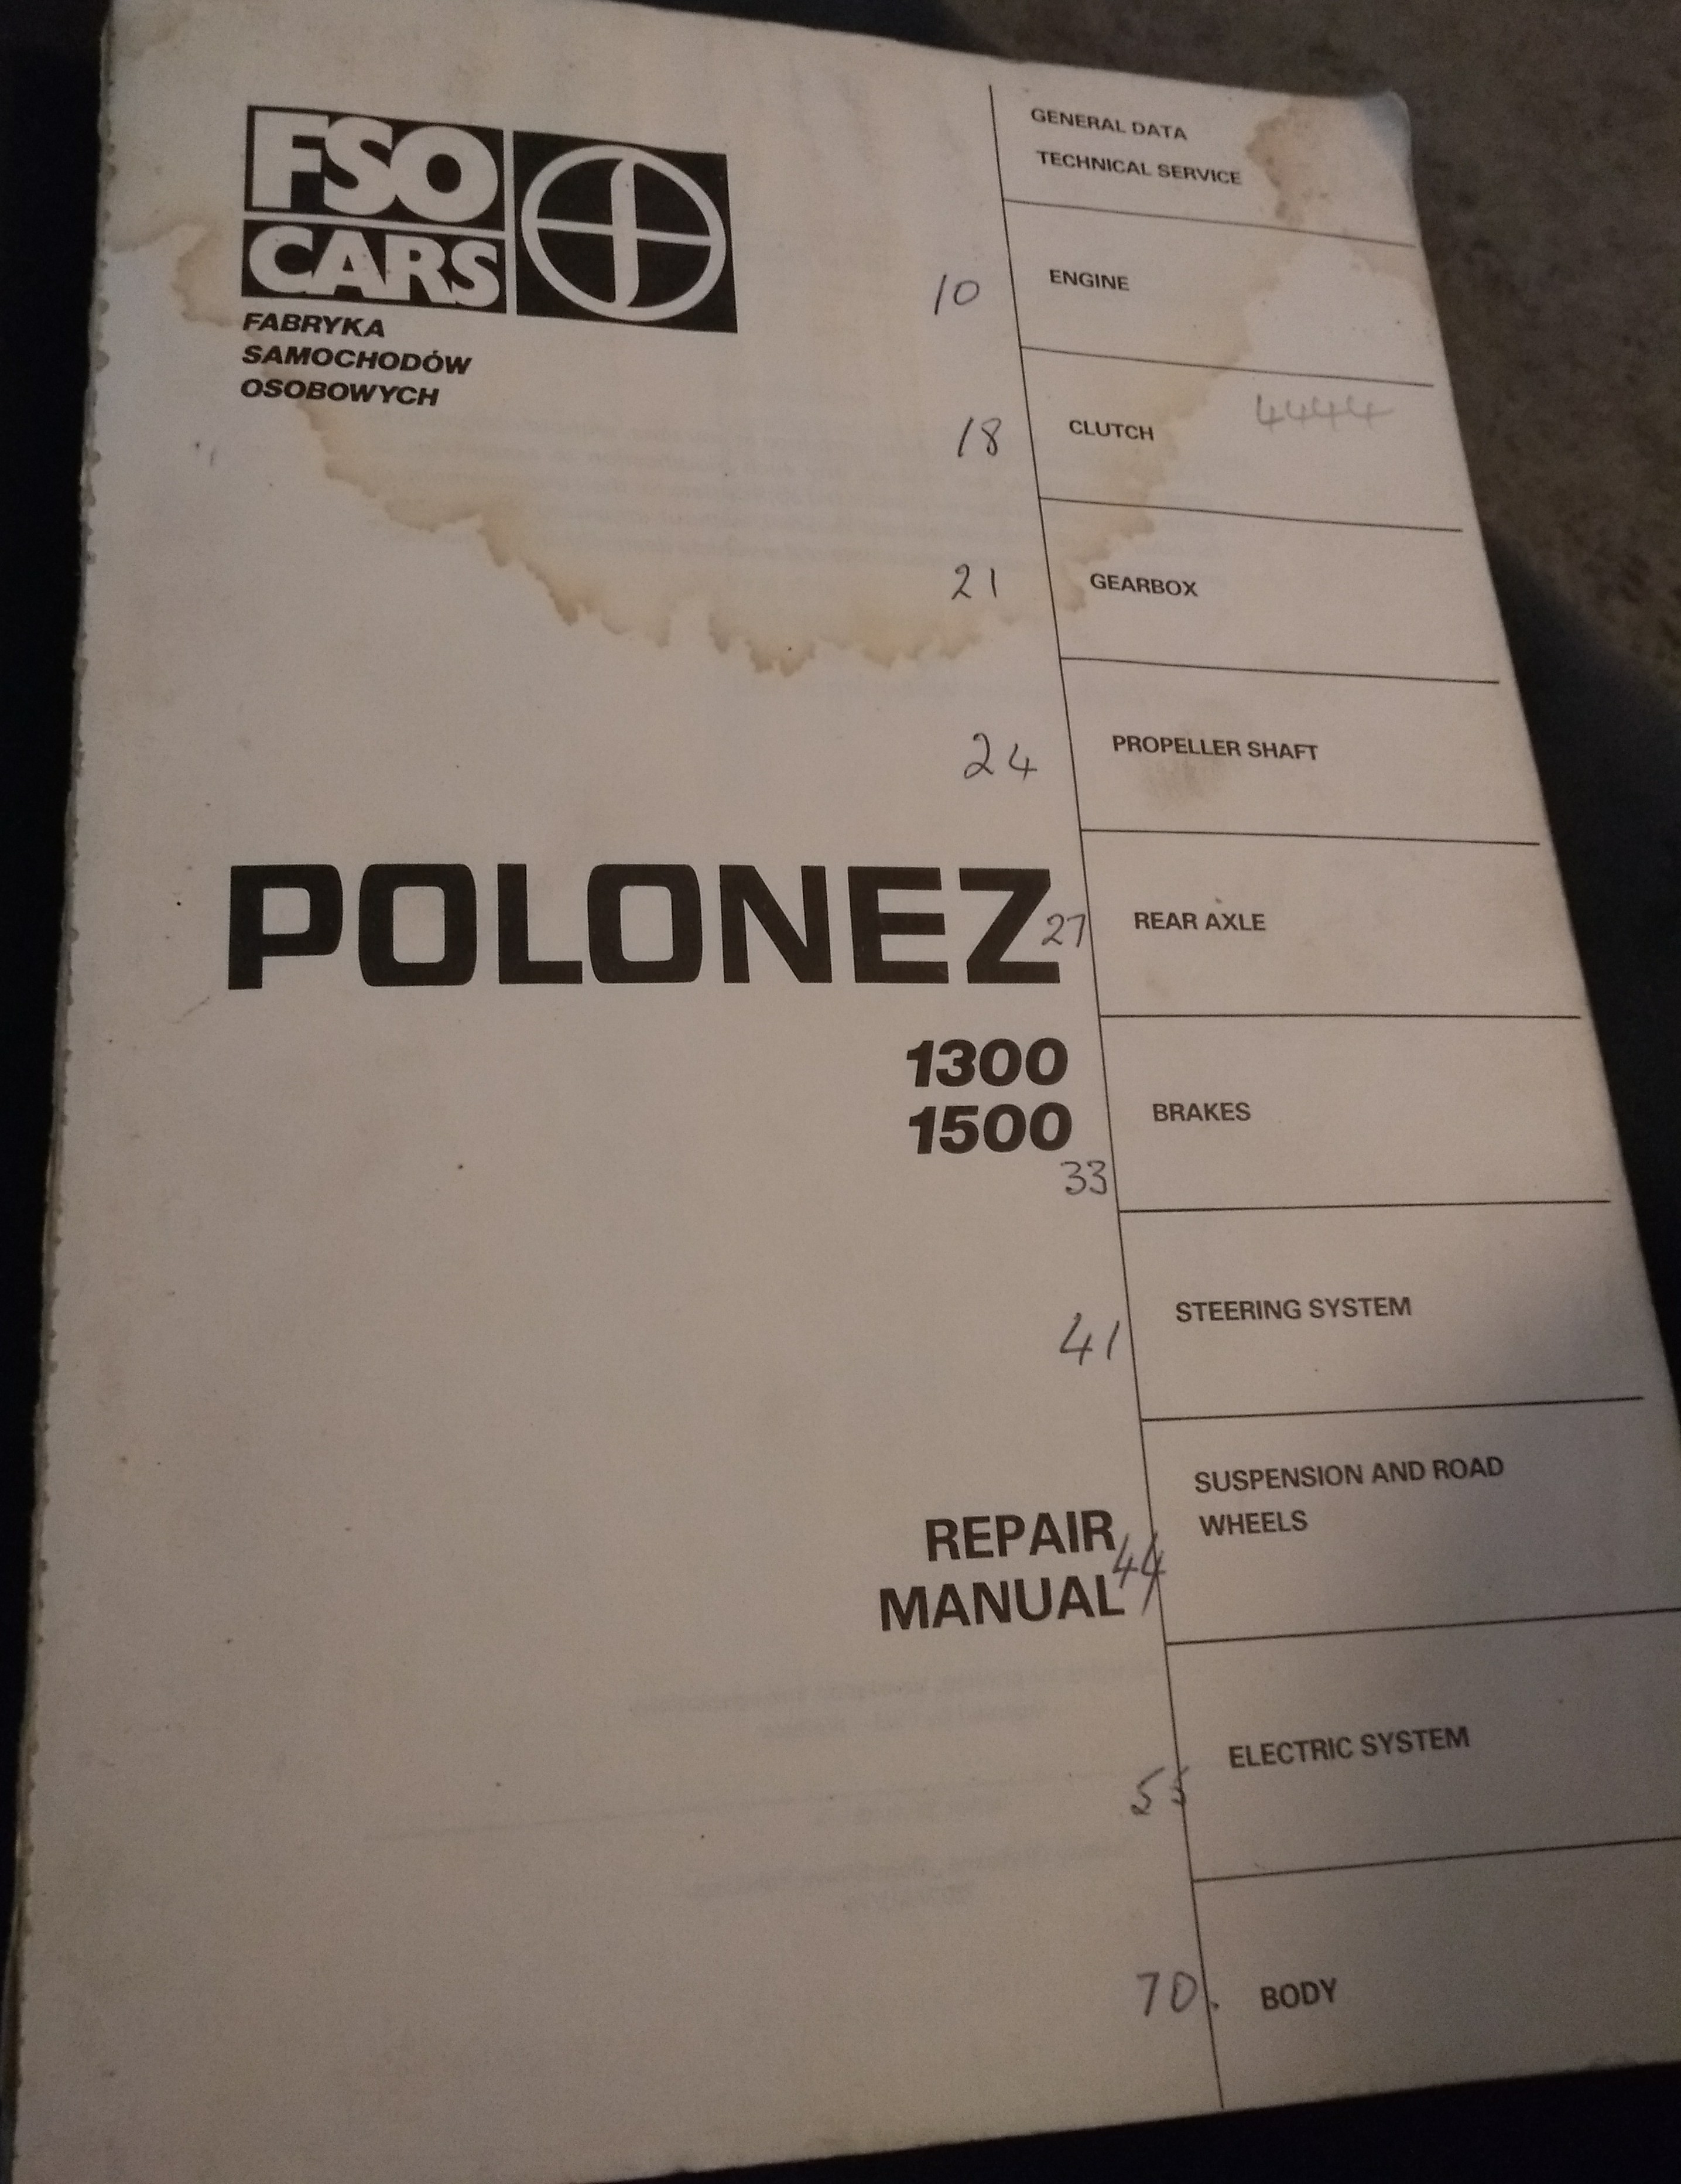 FSO
CARS
FABRYKA
SAMOCHODÓW
OSOBOWYCH
GENERAL DATA
TECHNICAL SERVICE
10 ENGINE
18 CLUTCH 4444
21 GEARBOX
24 PROPELLER SHAFT
POLONEZ
27 REAR AXLE
1300
1500
BRAKES
33
41 STEERING SYSTEM
SUSPENSION AND ROAD
WHEELS
REPAIR
MANUAL
44
ELECTRIC SYSTEM
55
70. BODY